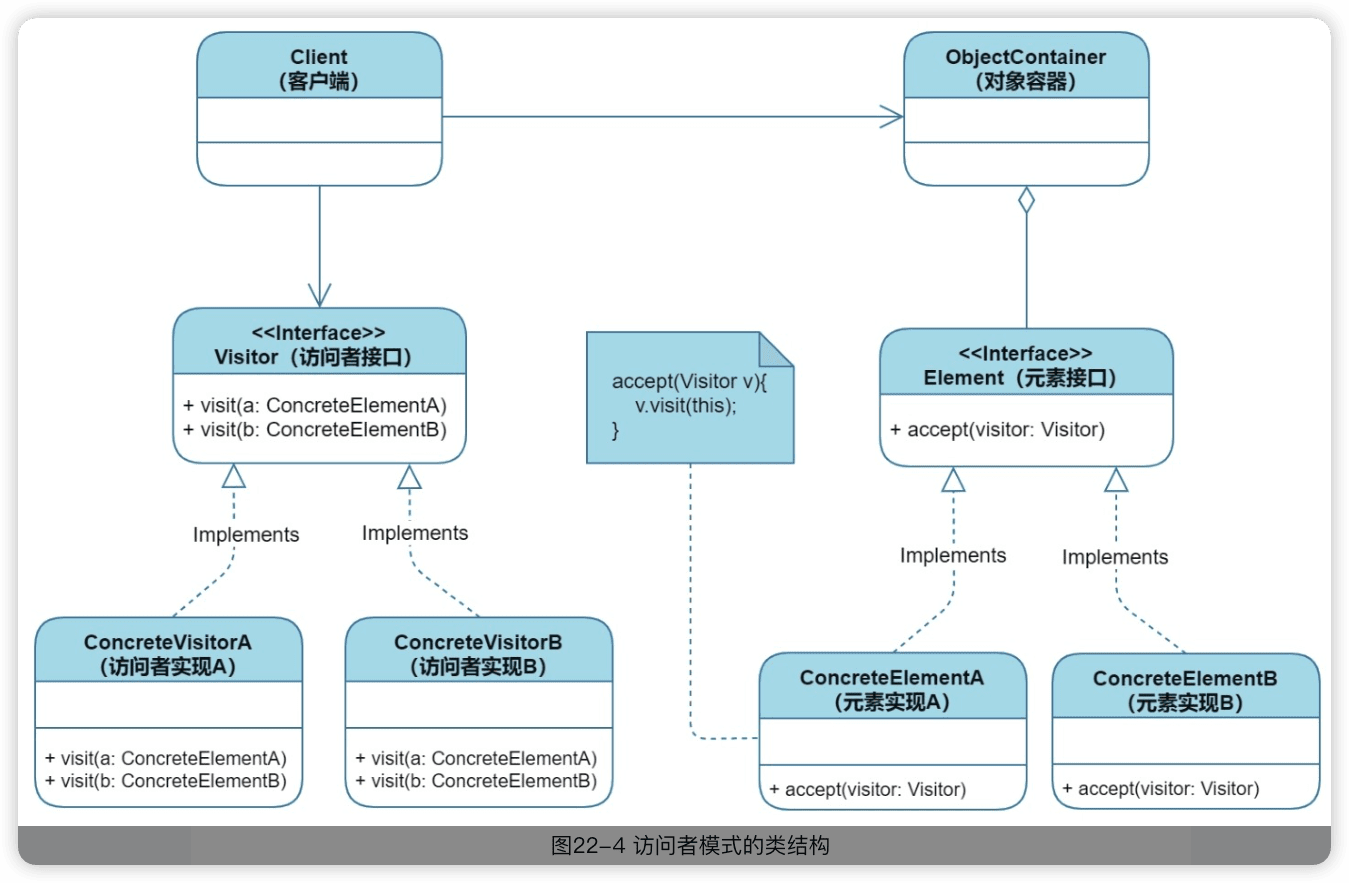 Client
（客户端）
ObjectContainer
（对象容器）
<<Interface>>
Visitor（访问者接口）
+ visit(a: ConcreteElementA)
+ visit(b: ConcreteElementB)
accept(Visitor v){
v.visit(this);
}
<<Interface>>
Element（元素接口）
+ accept(visitor: Visitor)
Implements
Implements
Implements
Implements
ConcreteVisitorA
（访问者实现A）
+ visit(a: ConcreteElementA)
+ visit(b: ConcreteElementB)
ConcreteVisitorB
（访问者实现B）
+ visit(a: ConcreteElementA)
+ visit(b: ConcreteElementB)
ConcreteElementA
（元素实现A）
+ accept(visitor: Visitor)
ConcreteElementB
（元素实现B）
+ accept(visitor: Visitor)
图22-4 访问者模式的类结构